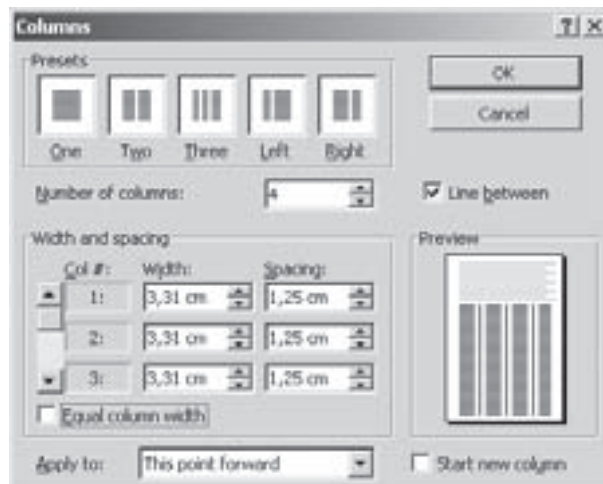 Columns
Presets
One Two Three Left Right
OK
Cancel
Number of columns: 4
Line between
Width and spacing
Col #: Width: Spacing:
1: 3,31 cm 1,25 cm
2: 3,31 cm 1,25 cm
3: 3,31 cm 1,25 cm
Equal column width
Preview
Apply to: This point forward
Start new column